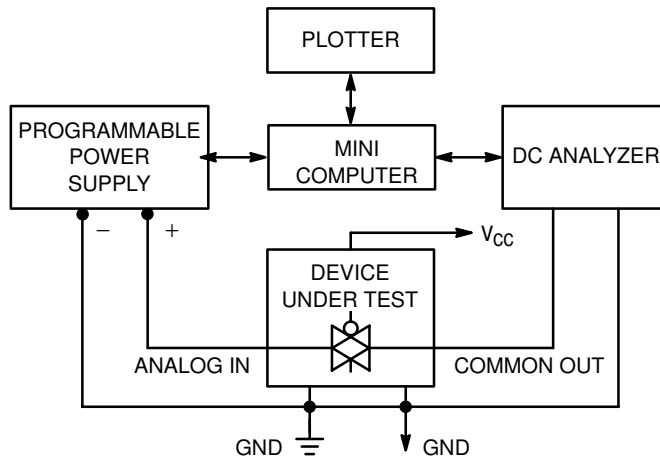 PLOTTER
PROGRAMMABLE
POWER
SUPPLY
MINI
COMPUTER
DC ANALYZER
– +
VCC
DEVICE
UNDER TEST
ANALOG IN
COMMON OUT
GND
GND